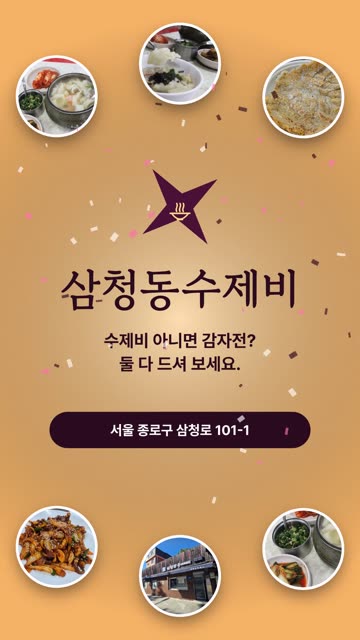 삼청동수제비
수제비 아니면 감자전?
둘 다 드셔 보세요.
서울 종로구 삼청로 101-1